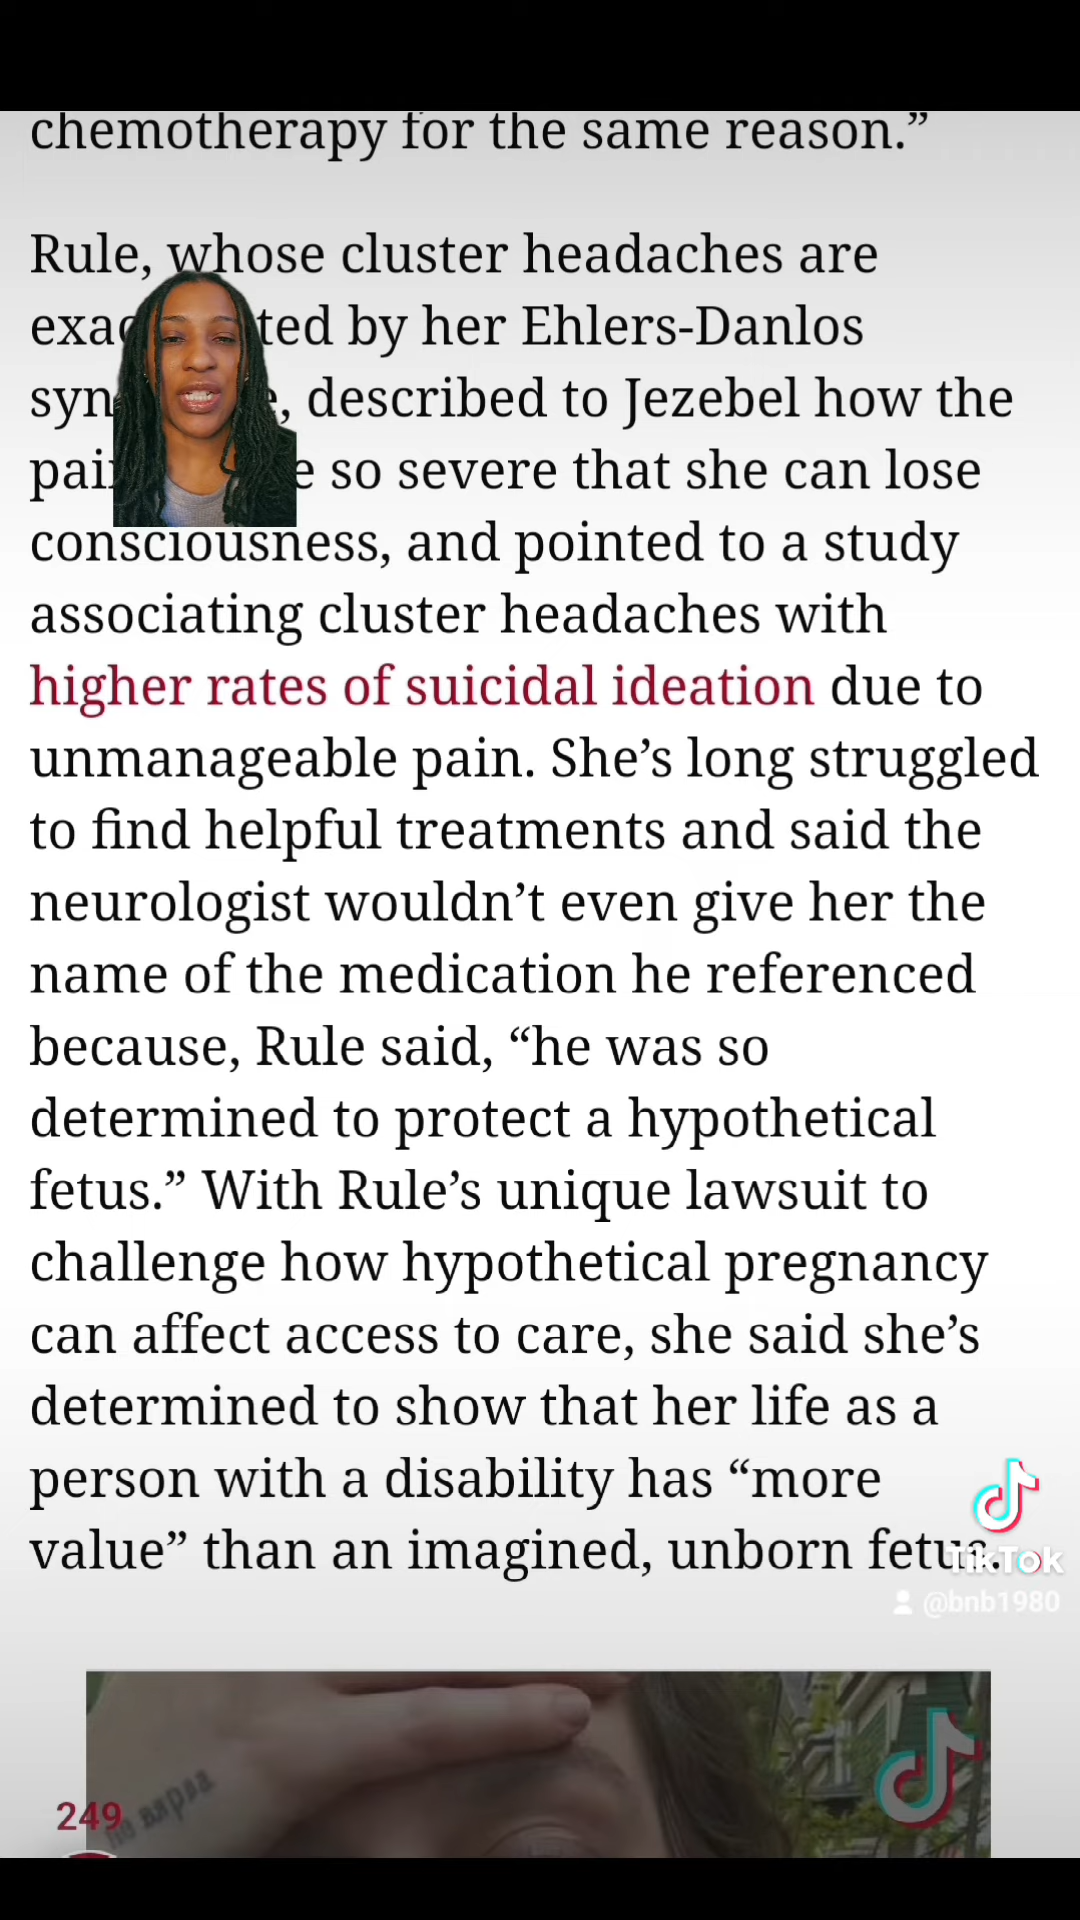 chemotherapy for the same reason.”
Rule, whose cluster headaches are
ted by her Ehlers-Danlos
, described to Jezebel how the
so severe that she can lose
consciousness, and pointed to a study
associating cluster headaches with
higher rates of suicidal ideation due to
unmanageable pain. She’s long struggled
to find helpful treatments and said the
neurologist wouldn’t even give her the
name of the medication he referenced
because, Rule said, “he was so
determined to protect a hypothetical
fetus.” With Rule’s unique lawsuit to
challenge how hypothetical pregnancy
can affect access to care, she said she’s
determined to show that her life as a
person with a disability has “more
value” than an imagined, unborn fetus.
TikTok
@bnb1980
249